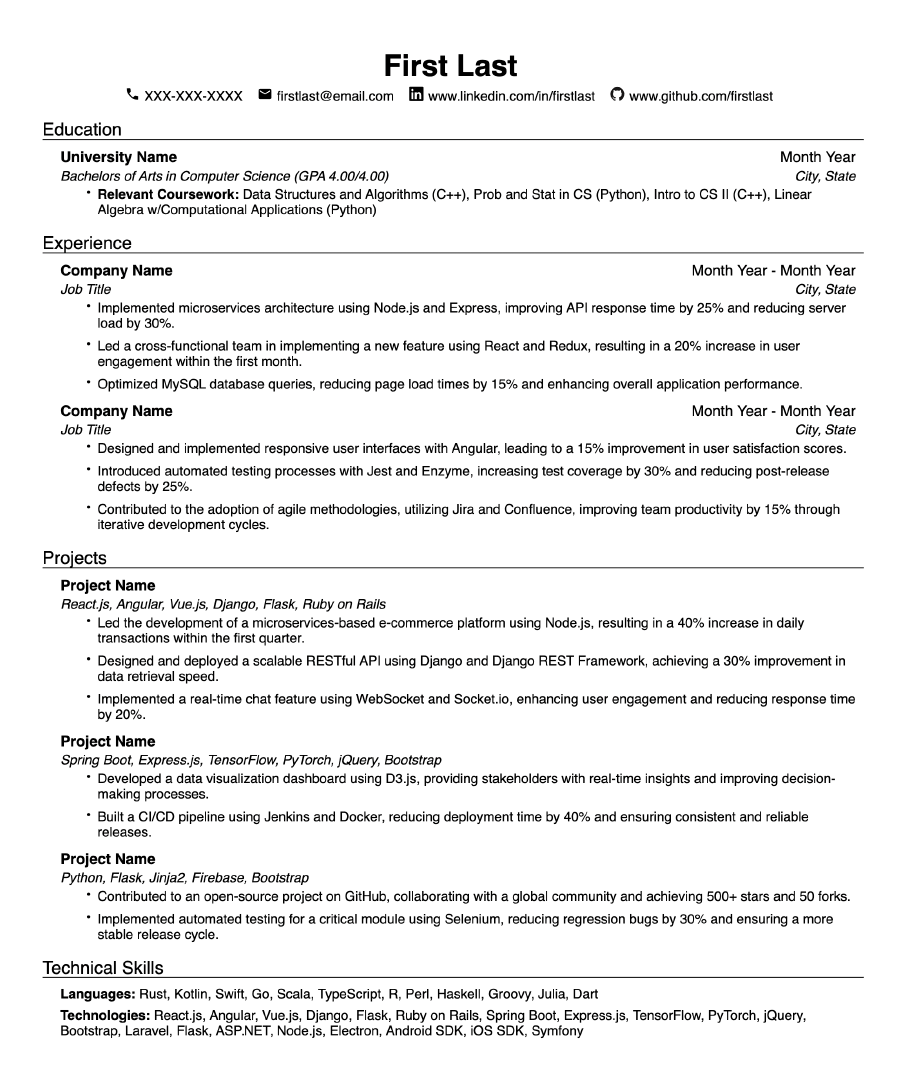 First Last
XXX-XXX-XXXX firstlast@email.com www.linkedin.com/in/firstlast www.github.com/firstlast
Education
University Name Month Year
Bachelors of Arts in Computer Science (GPA 4.00/4.00) City, State
• Relevant Coursework: Data Structures and Algorithms (C++), Prob and Stat in CS (Python), Intro to CS II (C++), Linear
Algebra w/Computational Applications (Python)
Experience
Company Name Month Year - Month Year
Job Title City, State
• Implemented microservices architecture using Node.js and Express, improving API response time by 25% and reducing server
load by 30%.
• Led a cross-functional team in implementing a new feature using React and Redux, resulting in a 20% increase in user
engagement within the first month.
• Optimized MySQL database queries, reducing page load times by 15% and enhancing overall application performance.
Company Name Month Year - Month Year
Job Title City, State
• Designed and implemented responsive user interfaces with Angular, leading to a 15% improvement in user satisfaction scores.
• Introduced automated testing processes with Jest and Enzyme, increasing test coverage by 30% and reducing post-release
defects by 25%.
• Contributed to the adoption of agile methodologies, utilizing Jira and Confluence, improving team productivity by 15% through
iterative development cycles.
Projects
Project Name
React.js, Angular, Vue.js, Django, Flask, Ruby on Rails
• Led the development of a microservices-based e-commerce platform using Node.js, resulting in a 40% increase in daily
transactions within the first quarter.
• Designed and deployed a scalable RESTful API using Django and Django REST Framework, achieving a 30% improvement in
data retrieval speed.
• Implemented a real-time chat feature using WebSocket and Socket.io, enhancing user engagement and reducing response time
by 20%.
Project Name
Spring Boot, Express.js, TensorFlow, PyTorch, jQuery, Bootstrap
• Developed a data visualization dashboard using D3.js, providing stakeholders with real-time insights and improving decision-
making processes.
• Built a CI/CD pipeline using Jenkins and Docker, reducing deployment time by 40% and ensuring consistent and reliable
releases.
Project Name
Python, Flask, Jinja2, Firebase, Bootstrap
• Contributed to an open-source project on GitHub, collaborating with a global community and achieving 500+ stars and 50 forks.
• Implemented automated testing for a critical module using Selenium, reducing regression bugs by 30% and ensuring a more
stable release cycle.
Technical Skills
Languages: Rust, Kotlin, Swift, Go, Scala, TypeScript, R, Perl, Haskell, Groovy, Julia, Dart
Technologies: React.js, Angular, Vue.js, Django, Flask, Ruby on Rails, Spring Boot, Express.js, TensorFlow, PyTorch, jQuery,
Bootstrap, Laravel, Flask, ASP.NET, Node.js, Electron, Android SDK, iOS SDK, Symfony